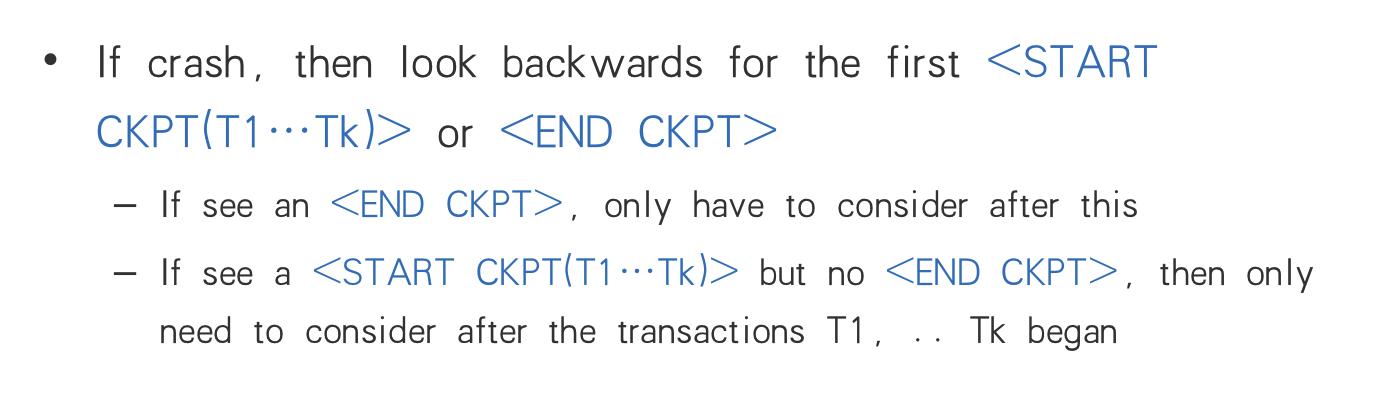 • If crash, then look backwards for the first <START
CKPT(T1⋯Tk)> or <END CKPT>
– If see an <END CKPT>, only have to consider after this
– If see a <START CKPT(T1⋯Tk)> but no <END CKPT>, then only
need to consider after the transactions T1, .. Tk began